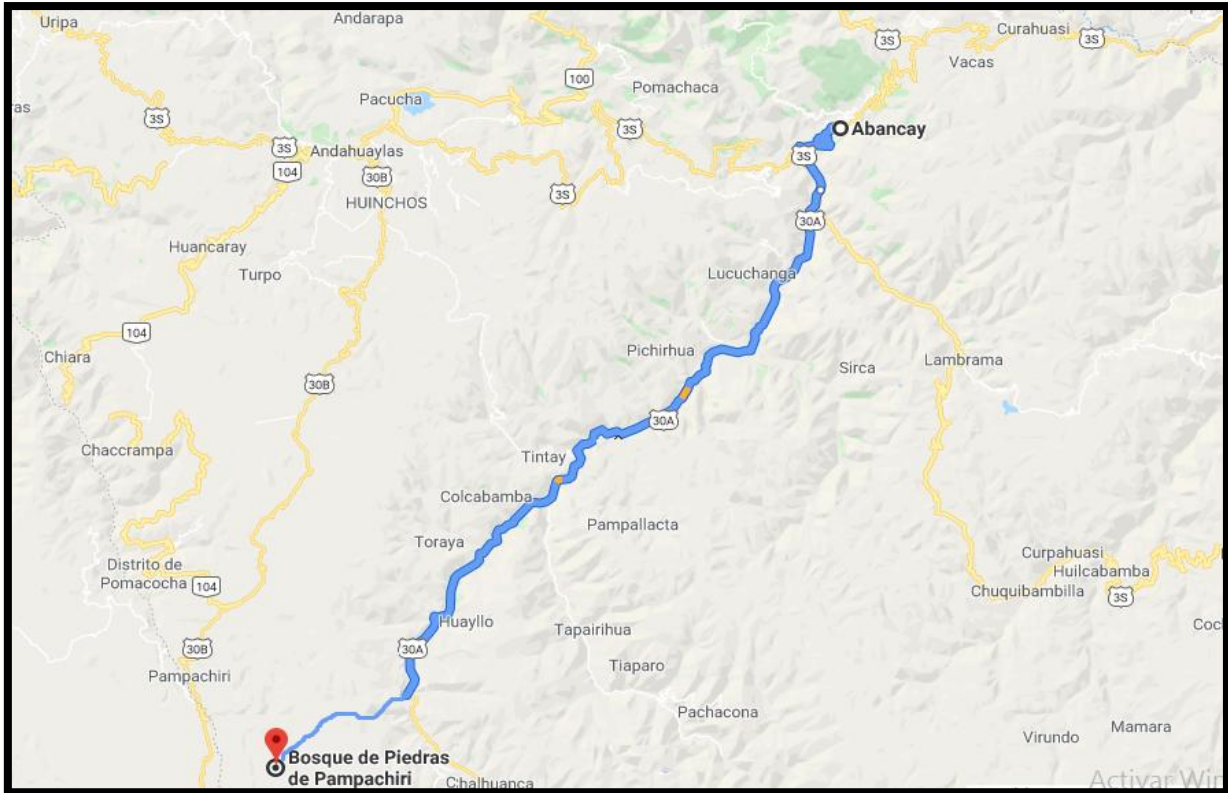 Uripa
Andarapa
Curahuasi
3S
3S
Vacas
100
Pomachaca
Pacucha
ras
3S
3S
Abancay
3S
Andahuaylas
3S
104
30B
HUINCHOS
3S
30A
Huancaray
Turpo
Lucuchanga
104
Chiara
Pichirhua
Sirca
Lambrama
30B
30A
Chaccrampa
Tintay
Colcabamba
Pampallacta
Toraya
Distrito de
Pomacocha
104
Curpahuasi
Huilcabamba
Chuquibambilla
3S
Huayllo
Tapairihua
Coc
30B
30A
Pampachiri
Tiaparo
Pachacona
Mamara
Virundo
Bosque de Piedras
de Pampachiri
Chalhuanca
Activar Win